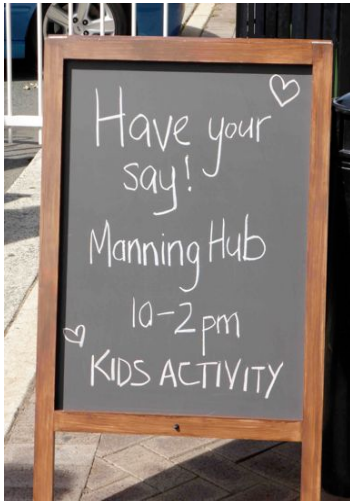 Have your
say!
Manning Hub
10-2pm
KIDS ACTIVITY